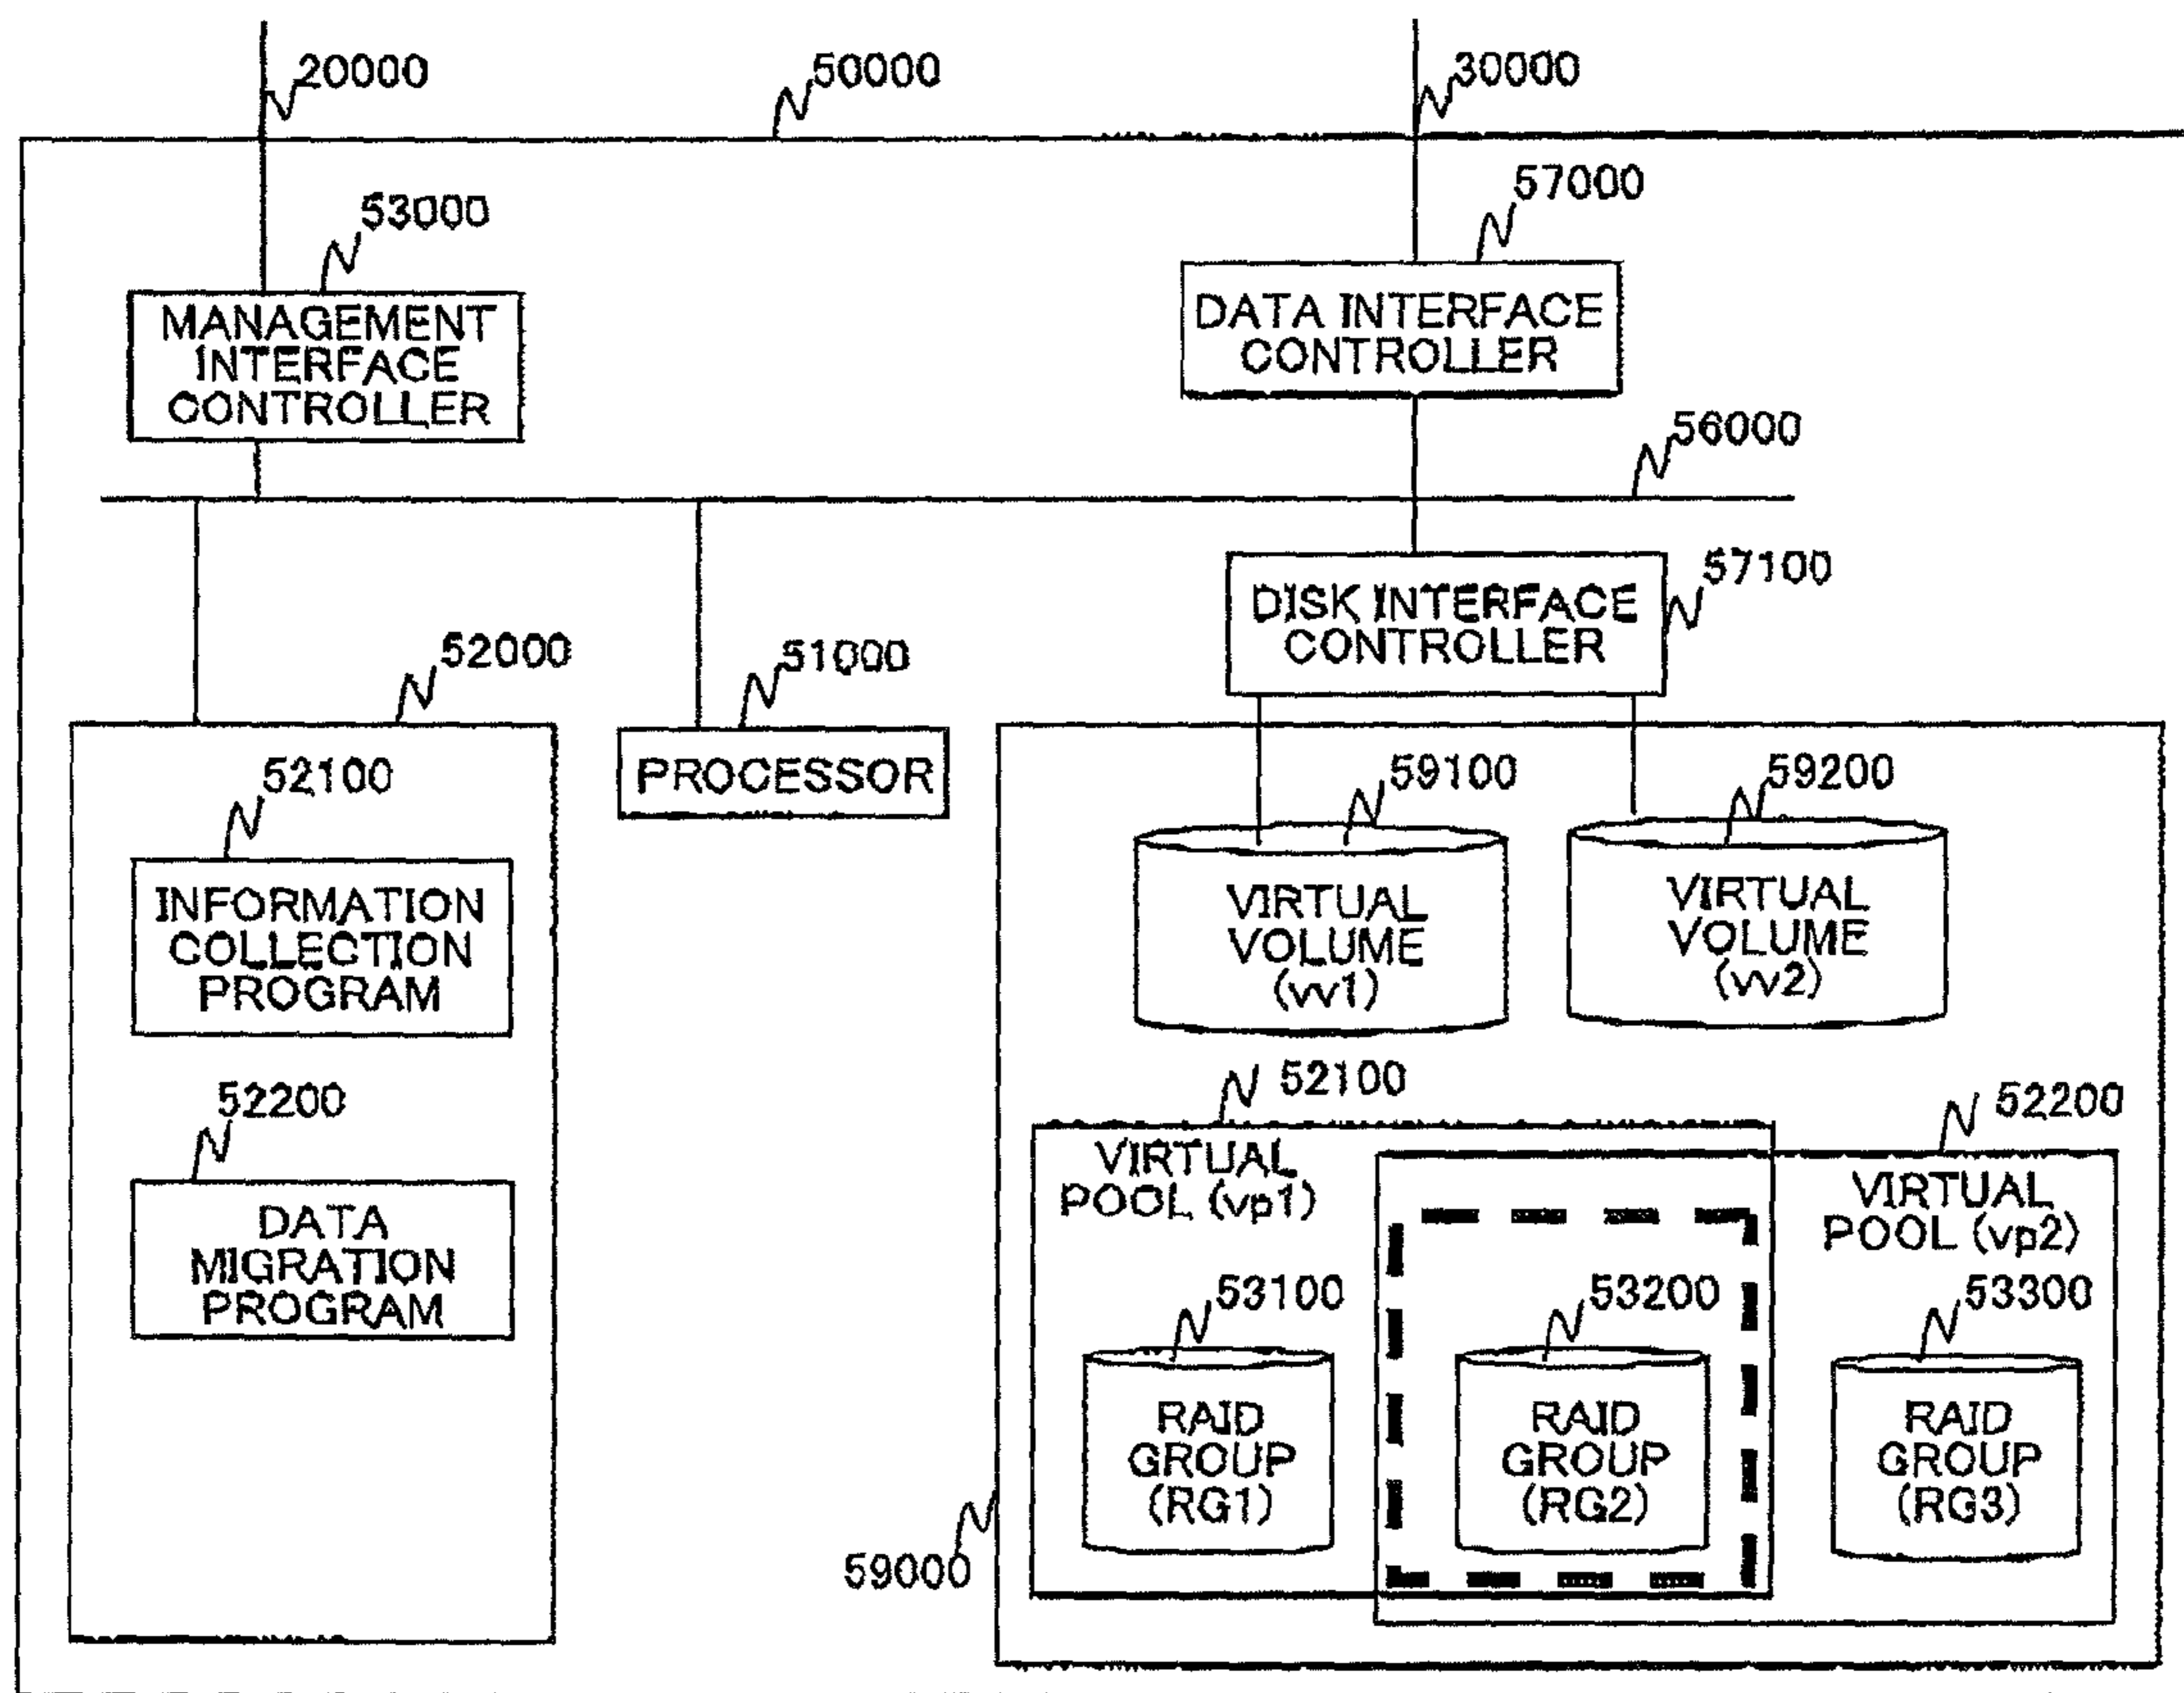 20000
50000
30000
53000
57000
MANAGEMENT
INTERFACE
CONTROLLER
DATA INTERFACE
CONTROLLER
56000
57100
DISK INTERFACE
CONTROLLER
52000
51000
PROCESSOR
52100
INFORMATION
COLLECTION
PROGRAM
52200
DATA
MIGRATION
PROGRAM
59100
59200
VIRTUAL
VOLUME
(vv1)
VIRTUAL
VOLUME
(vv2)
52100
52200
VIRTUAL
POOL (vp1)
VIRTUAL
POOL (vp2)
53100
53200
53300
RAID
GROUP
(RG1)
RAID
GROUP
(RG2)
RAID
GROUP
(RG3)
59000